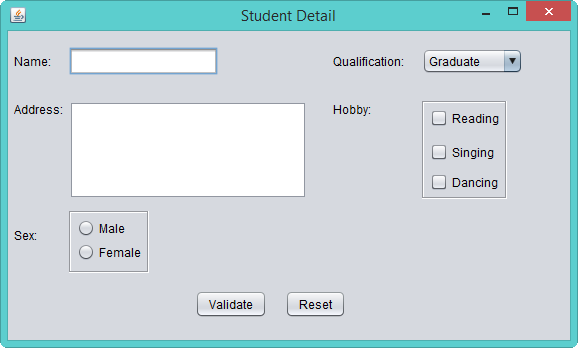 Student Detail
Name:
Qualification: Graduate
Address:
Hobby:
Reading
Singing
Dancing
Sex:
Male
Female
Validate Reset